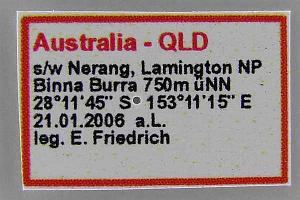 Australia - QLD
s/w Nerang, Lamington NP
Binna Burra 750m üNN
28°11'45¨ S 153°11'15¨ E
21.01.2006 a.L.
leg. E. Friedrich